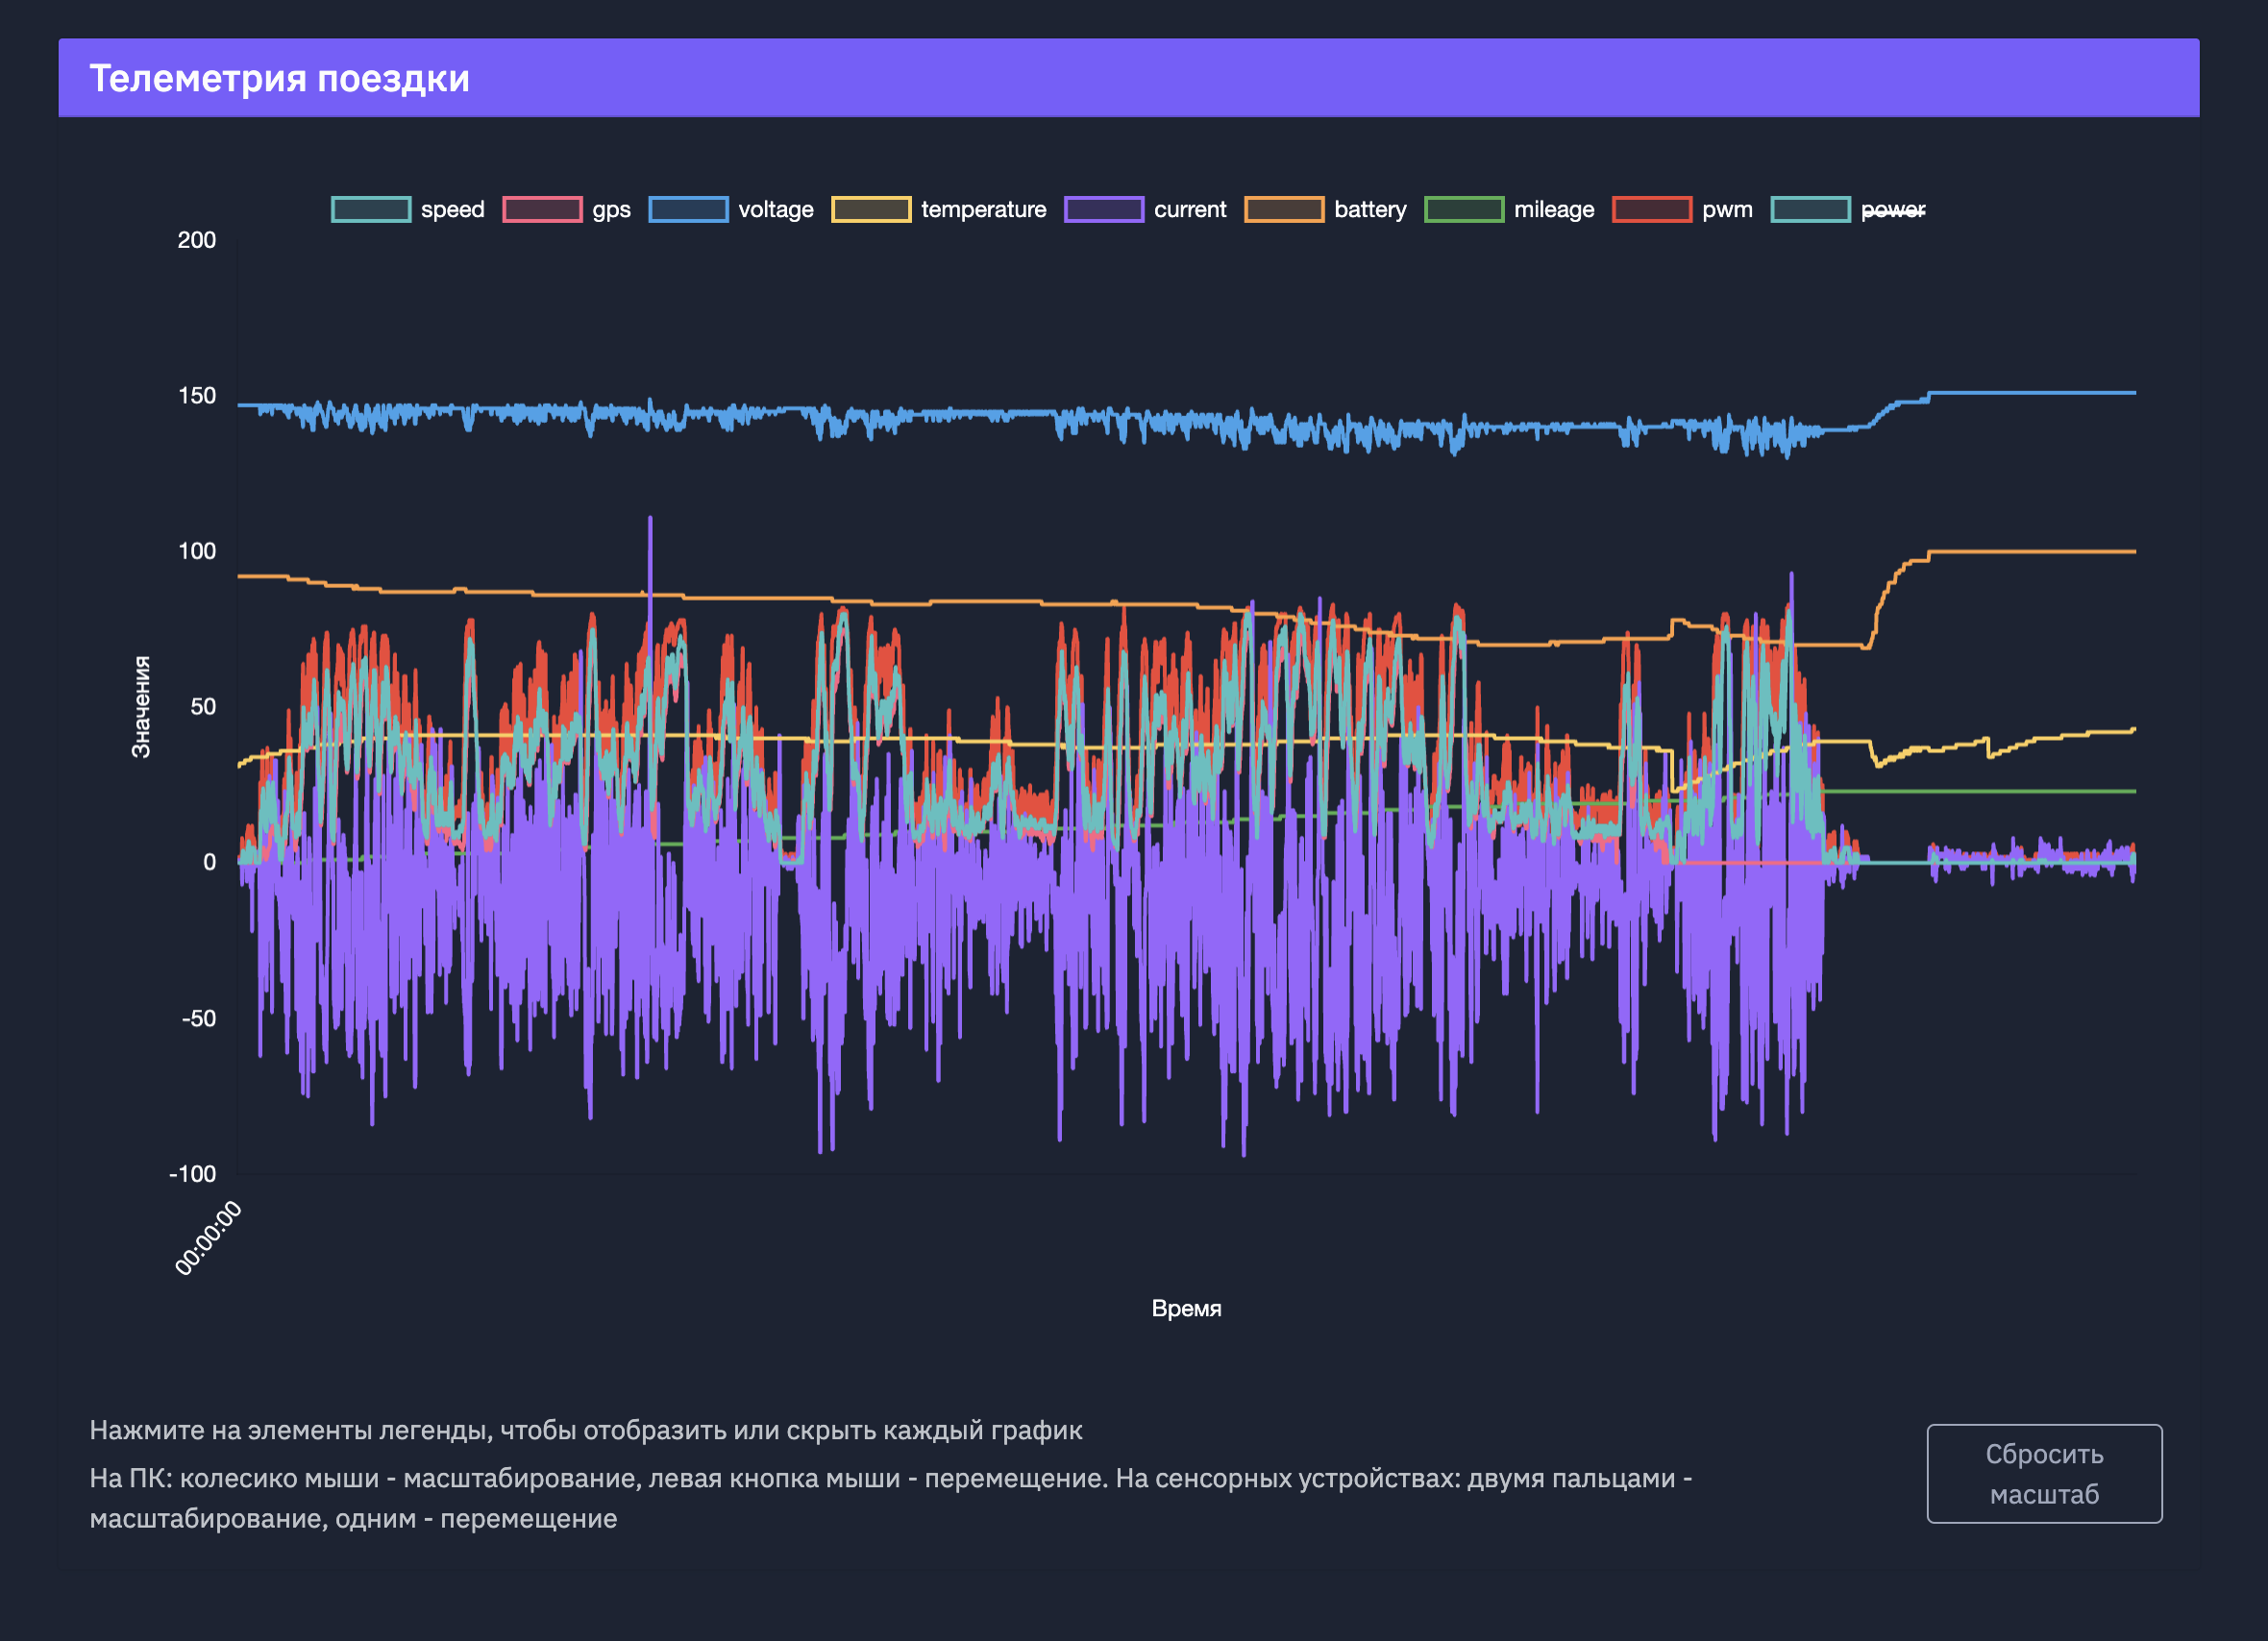 Телеметрия поездки
speed gps voltage temperature current battery mileage pwm power
200
150
100
50
0
-50
-100
Значения
00:00:00
Время
Нажмите на элементы легенды, чтобы отобразить или скрыть каждый график
На ПК: колесико мыши - масштабирование, левая кнопка мыши - перемещение. На сенсорных устройствах: двумя пальцами -
масштабирование, одним - перемещение
Сбросить
масштаб